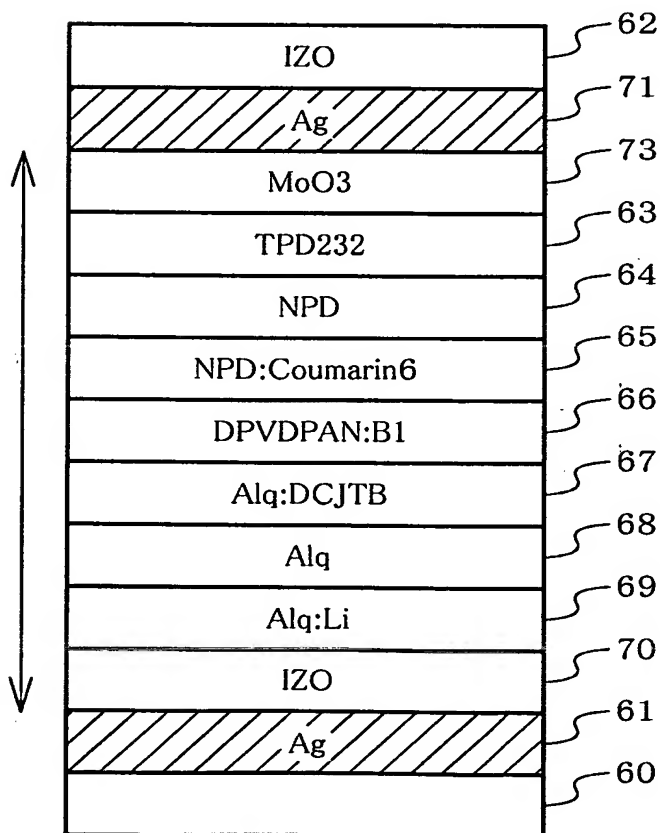 IZO 62
Ag 71
MoO3 73
TPD232 63
NPD 64
NPD:Coumarin6 65
DPVDPAN:B1 66
Alq:DCJTB 67
Alq 68
Alq:Li 69
IZO 70
Ag 61
60